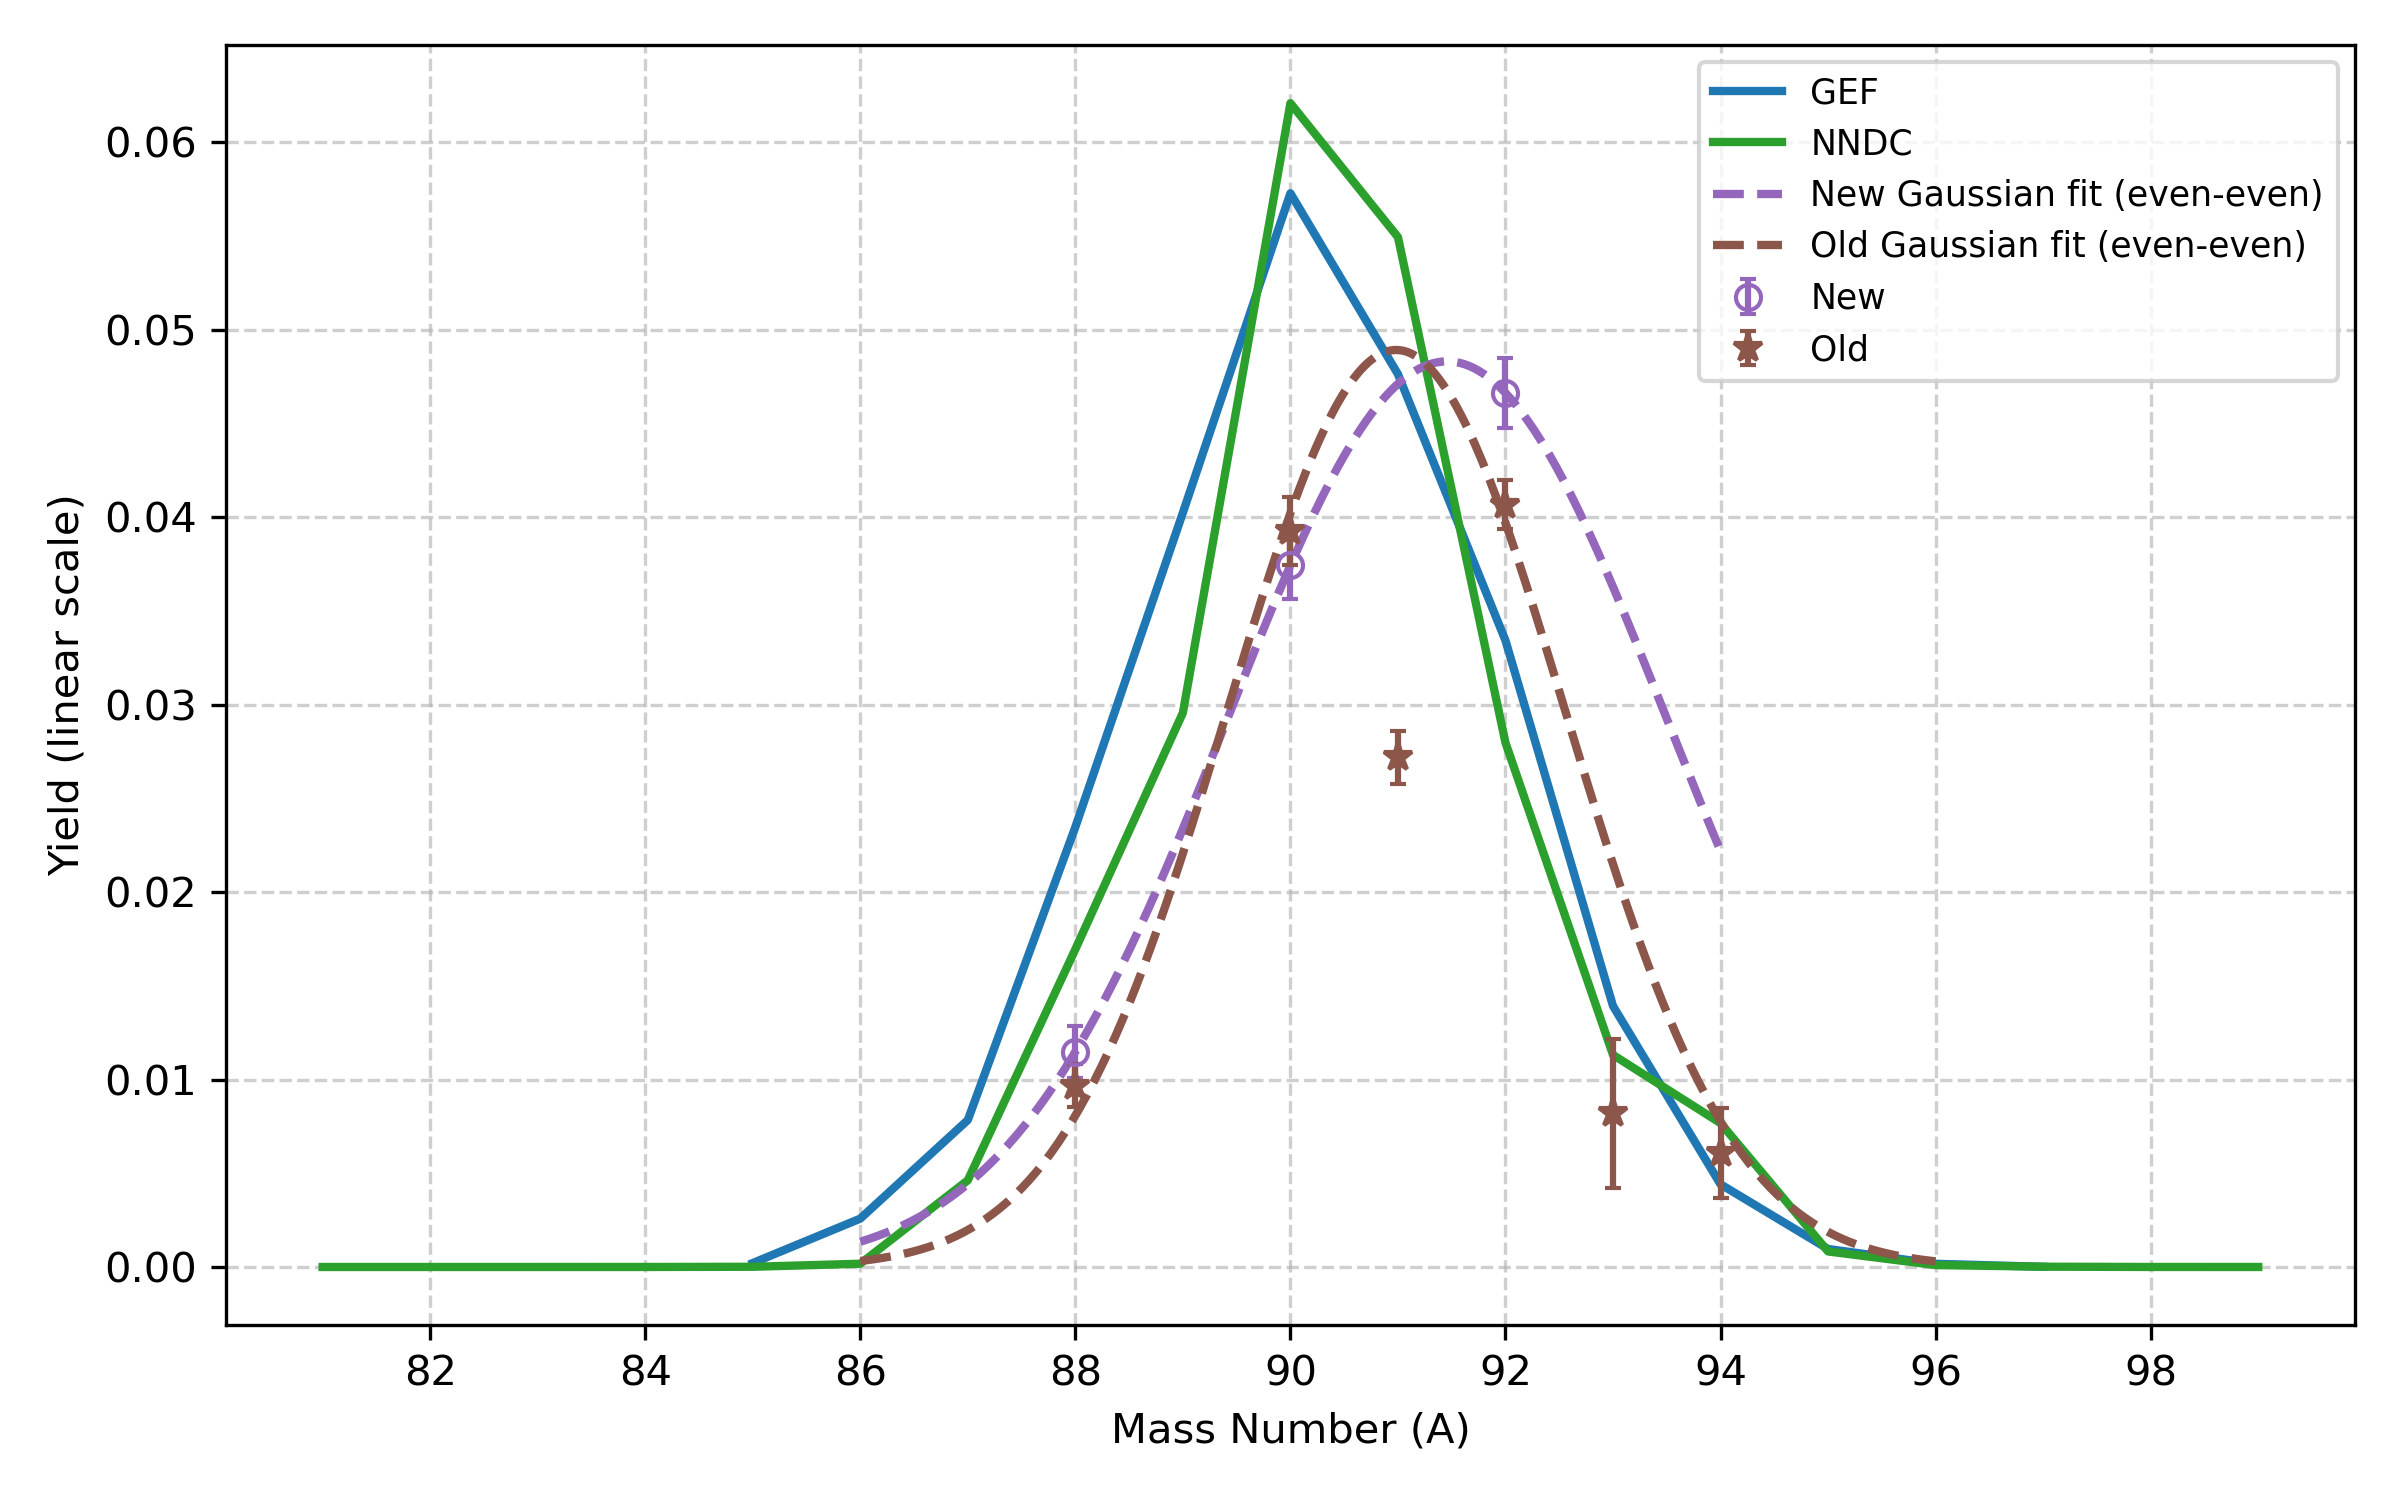 GEF
NNDC
New Gaussian fit (even-even)
Old Gaussian fit (even-even)
New
Old
Yield (linear scale)
0.06
0.05
0.04
0.03
0.02
0.01
0.00
82 84 86 88 90 92 94 96 98
Mass Number (A)